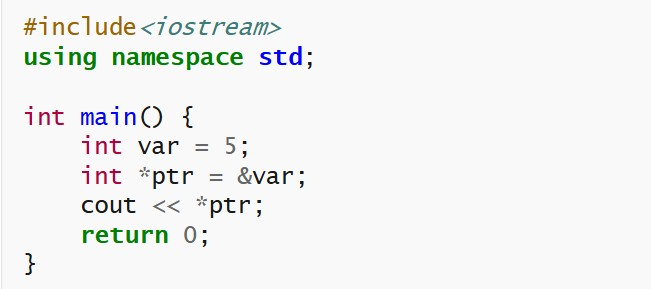 #include<iostream>
using namespace std;

int main() {
    int var = 5;
    int *ptr = &var;
    cout << *ptr;
    return 0;
}